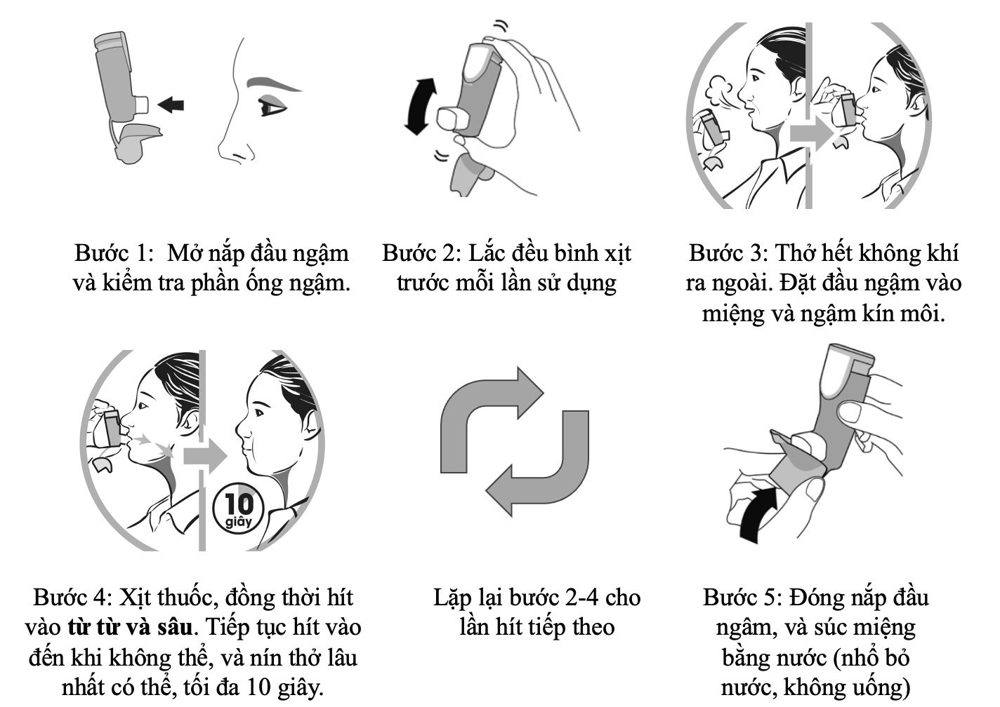 Bước 1:  Mở nắp đầu ngậm
và kiểm tra phần ống ngậm.
Bước 2: Lắc đều bình xịt
trước mỗi lần sử dụng
Bước 3: Thở hết không khí
ra ngoài. Đặt đầu ngậm vào
miệng và ngậm kín môi.
10
giây
Bước 4: Xịt thuốc, đồng thời hít
vào từ từ và sâu. Tiếp tục hít vào
đến khi không thể, và nín thở lâu
nhất có thể, tối đa 10 giây.
Lặp lại bước 2-4 cho
lần hít tiếp theo
Bước 5: Đóng nắp đầu
ngâm, và súc miệng
bằng nước (nhổ bỏ
nước, không uống)